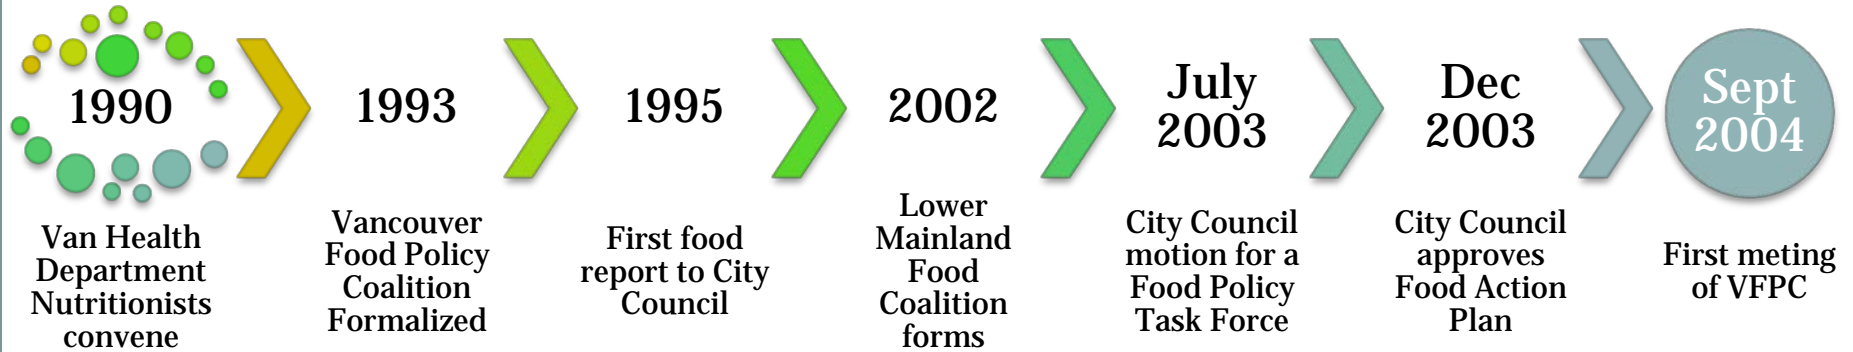 1990
Van Health
Department
Nutritionists
convene
1993
Vancouver
Food Policy
Coalition
Formalized
1995
First food
report to City
Council
2002
Lower
Mainland
Food
Coalition
forms
July
2003
City Council
motion for a
Food Policy
Task Force
Dec
2003
City Council
approves
Food Action
Plan
Sept
2004
First meting
of VFPC